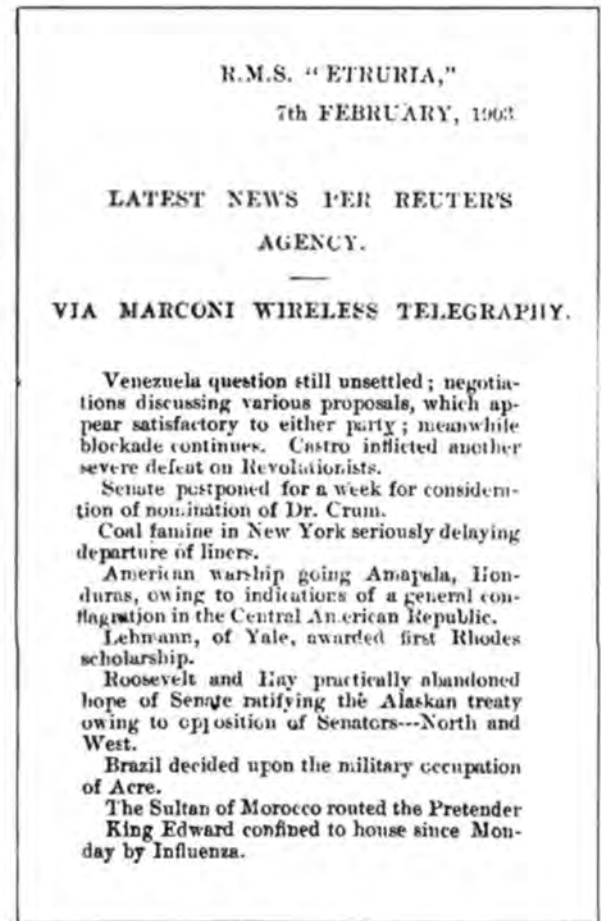 R.M.S. "ETRURIA,"
7th FEBRUARY, 1903
LATEST NEWS PER REUTER'S
AGENCY.
VIA MARCONI WIRELESS TELEGRAPHY.
Venezuela question still unsettled; negotia-
tions discussing various proposals, which ap-
pear satisfactory to either party; meanwhile
blockade continues. Castro inflicted another
severe defeat on Revolutionists.
Senate postponed for a week for considera-
tion of nomination of Dr. Crum.
Coal famine in New York seriously delaying
departure of liners.
American warship going Amapala, Hon-
duras, owing to indications of a general con-
flagration in the Central American Republic.
Lehmann, of Yale, awarded first Rhodes
scholarship.
Roosevelt and Hay practically abandoned
hope of Senate ratifying the Alaskan treaty
owing to opposition of Senators---North and
West.
Brazil decided upon the military occupation
of Acre.
The Sultan of Morocco routed the Pretender
King Edward confined to house since Mon-
day by Influenza.